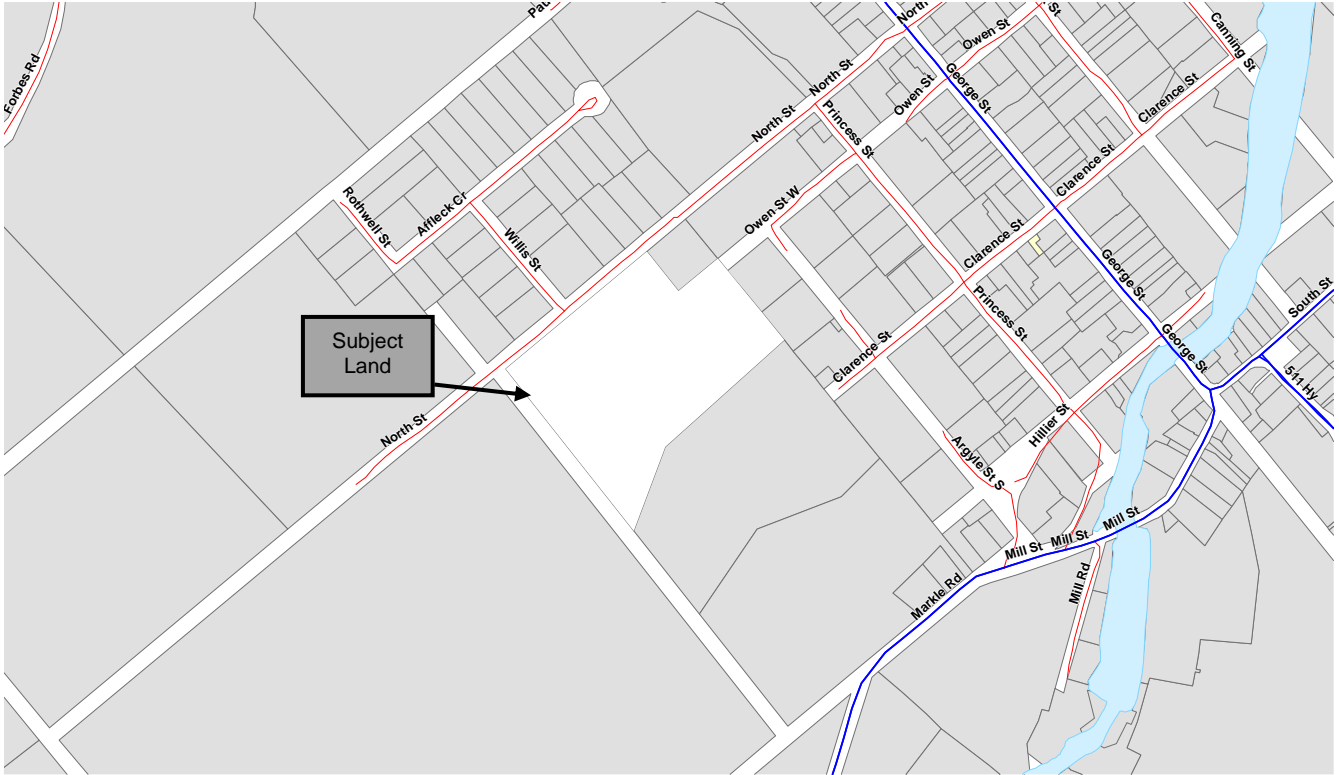 Pau
North
St
Owen St
Canning St
Forbes Rd
North St
George St
Owen St
Clarence St
North St
Princess St
Clarence St
Rothwell St
Affleck Cr
Owen St W
Clarence St
Willis St
George St
Princess St
South St
Subject
Land
Clarence St
George St
511 Hy
North St
Hillier St
Argyle St S
Mill St
Mill St
Mill St
Markle Rd
Mill Rd